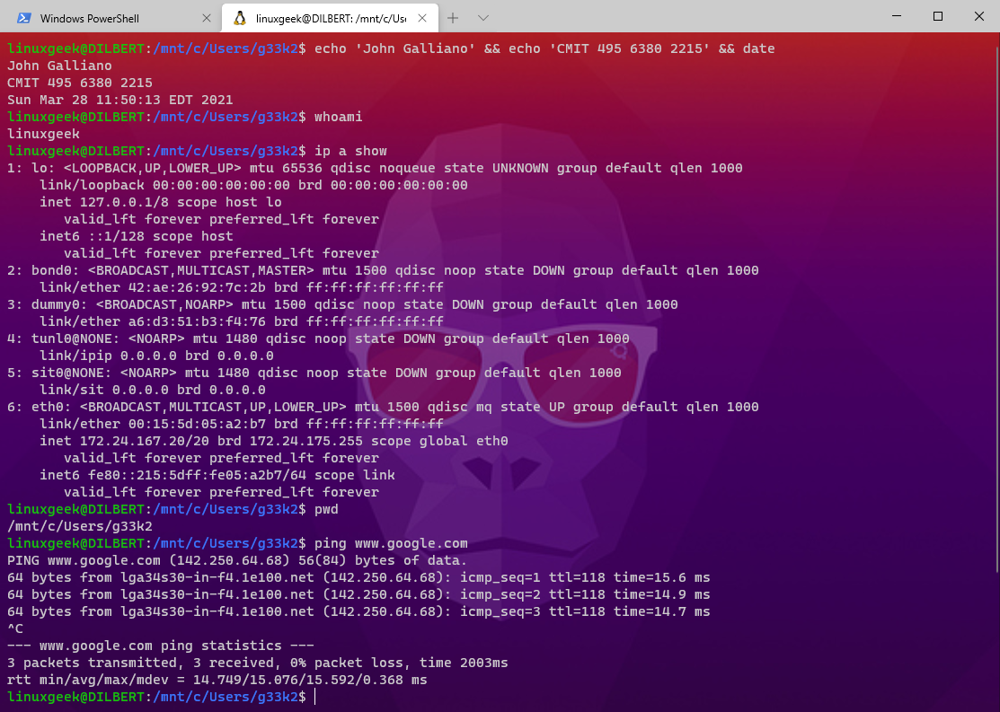 Windows PowerShell
linuxgeek@DILBERT: /mnt/c/Use
linuxgeek@DILBERT:/mnt/c/Users/g33k2$ echo 'John Galliano' && echo 'CMIT 495 6380 2215' && date
John Galliano
CMIT 495 6380 2215
Sun Mar 28 11:50:13 EDT 2021
linuxgeek@DILBERT:/mnt/c/Users/g33k2$ whoami
linuxgeek
linuxgeek@DILBERT:/mnt/c/Users/g33k2$ ip a show
1: lo: <LOOPBACK,UP,LOWER_UP> mtu 65536 qdisc noqueue state UNKNOWN group default qlen 1000
    link/loopback 00:00:00:00:00:00 brd 00:00:00:00:00:00
    inet 127.0.0.1/8 scope host lo
       valid_lft forever preferred_lft forever
    inet6 ::1/128 scope host
       valid_lft forever preferred_lft forever
2: bond0: <BROADCAST,MULTICAST,MASTER> mtu 1500 qdisc noop state DOWN group default qlen 1000
    link/ether 42:ae:26:92:7c:2b brd ff:ff:ff:ff:ff:ff
3: dummy0: <BROADCAST,NOARP> mtu 1500 qdisc noop state DOWN group default qlen 1000
    link/ether a6:d3:51:b3:f4:76 brd ff:ff:ff:ff:ff:ff
4: tunl0@NONE: <NOARP> mtu 1480 qdisc noop state DOWN group default qlen 1000
    link/ipip 0.0.0.0 brd 0.0.0.0
5: sit0@NONE: <NOARP> mtu 1480 qdisc noop state DOWN group default qlen 1000
    link/sit 0.0.0.0 brd 0.0.0.0
6: eth0: <BROADCAST,MULTICAST,UP,LOWER_UP> mtu 1500 qdisc mq state UP group default qlen 1000
    link/ether 00:15:5d:05:a2:b7 brd ff:ff:ff:ff:ff:ff
    inet 172.24.167.20/20 brd 172.24.175.255 scope global eth0
       valid_lft forever preferred_lft forever
    inet6 fe80::215:5dff:fe05:a2b7/64 scope link
       valid_lft forever preferred_lft forever
linuxgeek@DILBERT:/mnt/c/Users/g33k2$ pwd
/mnt/c/Users/g33k2
linuxgeek@DILBERT:/mnt/c/Users/g33k2$ ping www.google.com
PING www.google.com (142.250.64.68) 56(84) bytes of data.
64 bytes from lga34s30-in-f4.1e100.net (142.250.64.68): icmp_seq=1 ttl=118 time=15.6 ms
64 bytes from lga34s30-in-f4.1e100.net (142.250.64.68): icmp_seq=2 ttl=118 time=14.9 ms
64 bytes from lga34s30-in-f4.1e100.net (142.250.64.68): icmp_seq=3 ttl=118 time=14.7 ms
^C
--- www.google.com ping statistics ---
3 packets transmitted, 3 received, 0% packet loss, time 2003ms
rtt min/avg/max/mdev = 14.749/15.076/15.592/0.368 ms
linuxgeek@DILBERT:/mnt/c/Users/g33k2$